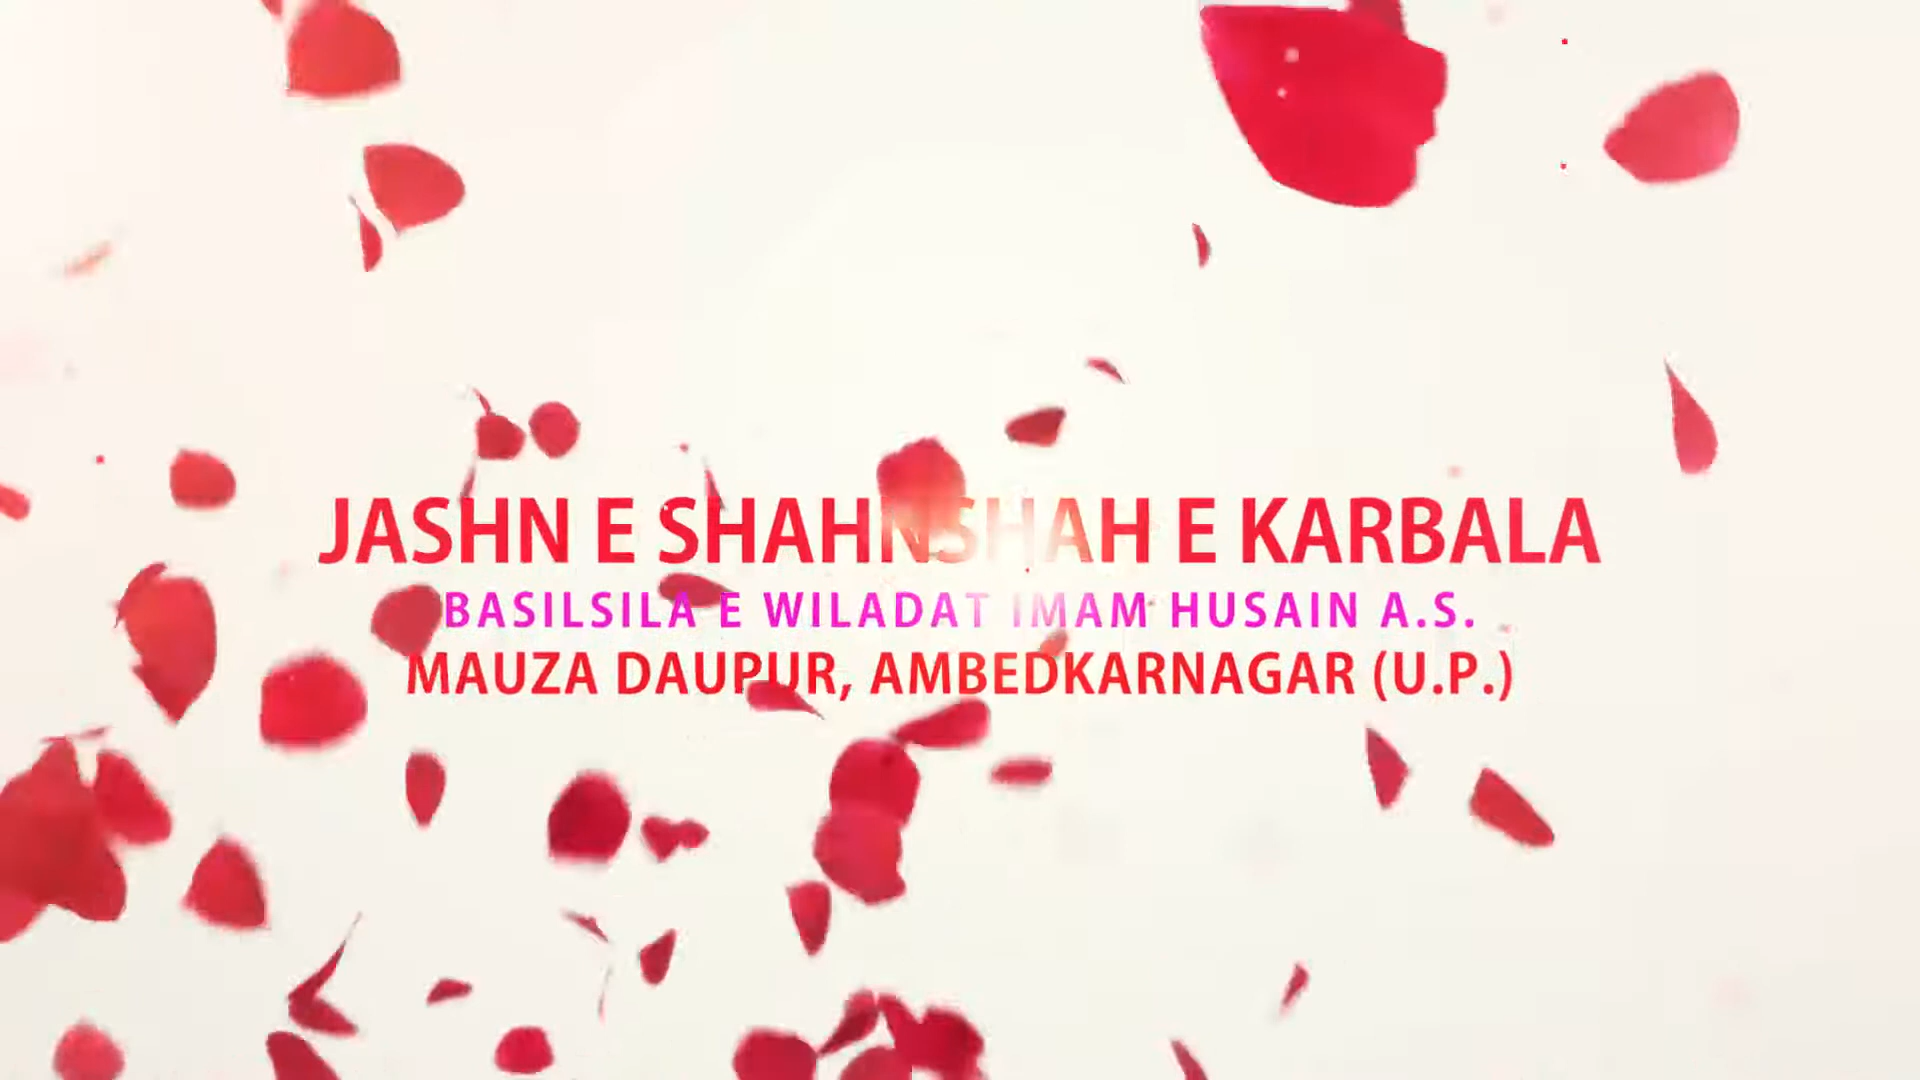 JASHN E SHAHNSHAH E KARBALA
BASILSILA E WILADAT IMAM HUSAIN A.S.
MAUZA DAUPUR, AMBEDKARNAGAR (U.P.)